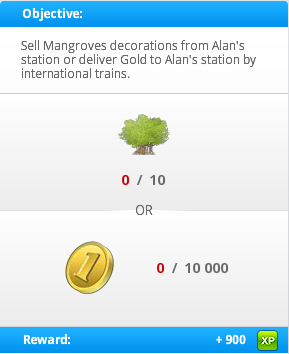 Objective:
Sell Mangroves decorations from Alan's
station or deliver Gold to Alan's station by
international trains.
0 / 10
OR
1
0 / 10 000
Reward:
+ 900 XP